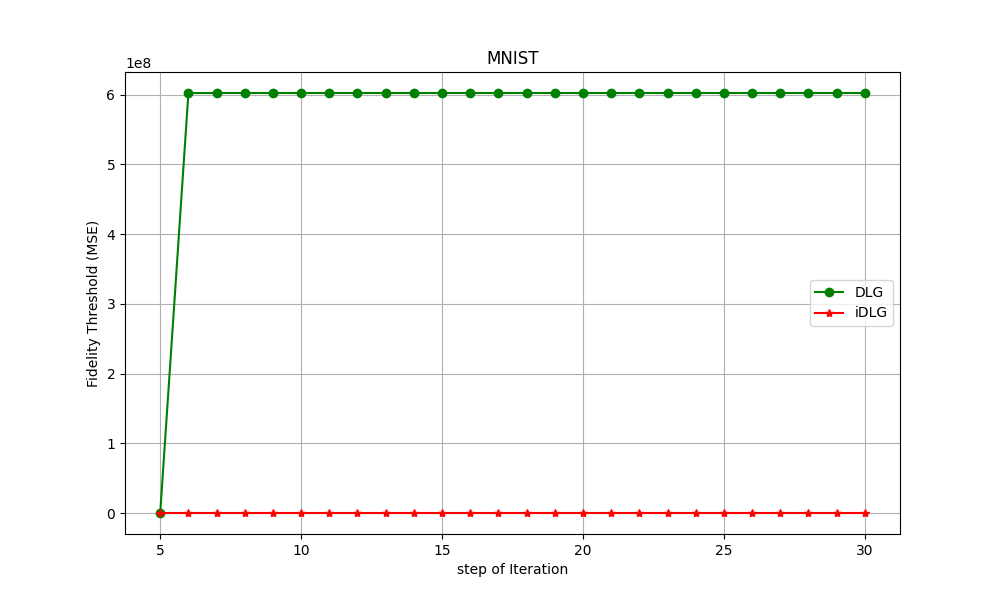 MNIST
1e8
6
5
4
3
2
1
0
Fidelity Threshold (MSE)
DLG
iDLG
5 10 15 20 25 30
step of Iteration